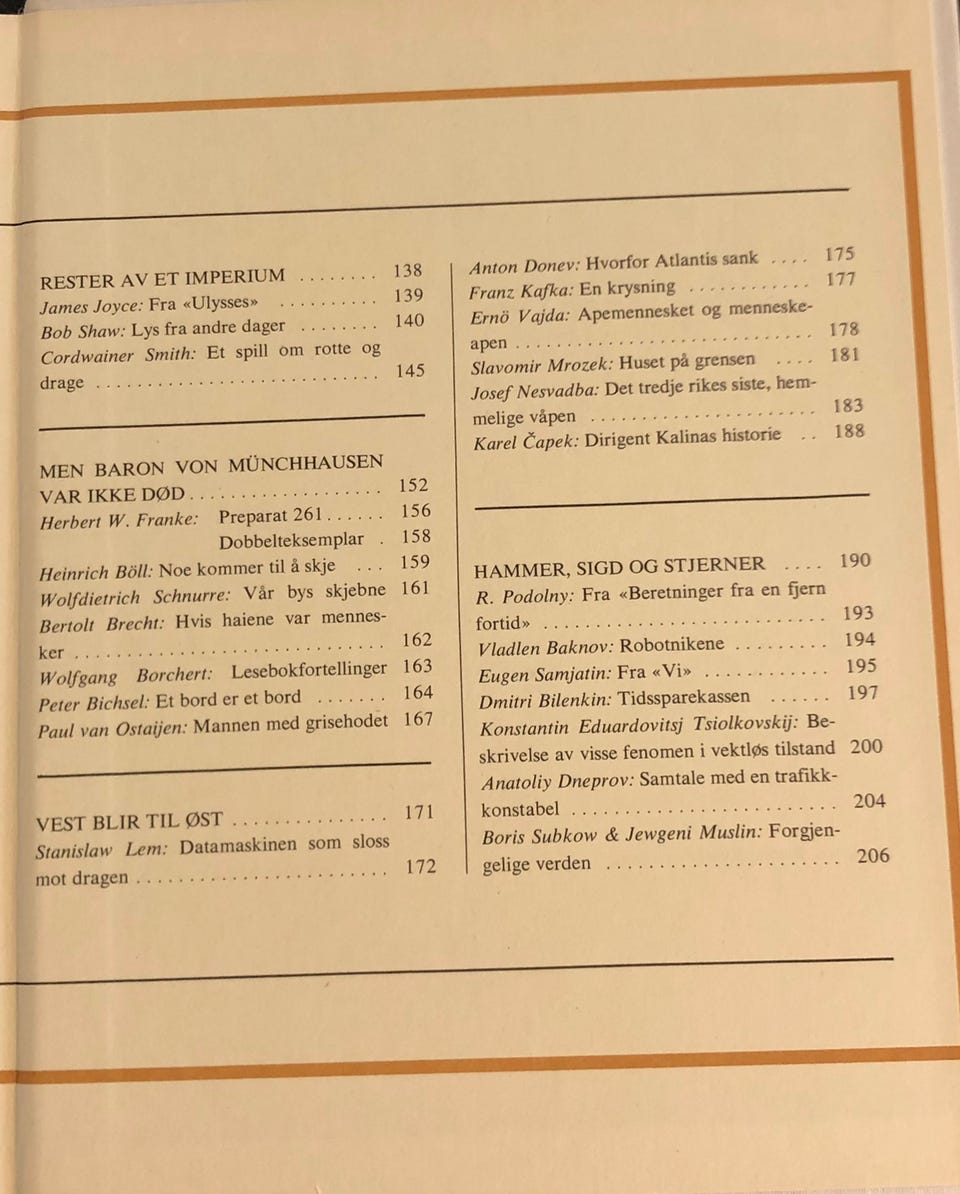 RESTER AV ET IMPERIUM ........ 138
James Joyce: Fra «Ulysses» .......... 139
Bob Shaw: Lys fra andre dager ........ 140
Cordwainer Smith: Et spill om rotte og
drage ............................ 145
MEN BARON VON MÜNCHHAUSEN
VAR IKKE DØD................... 152
Herbert W. Franke: Preparat 261...... 156
Dobbelteksemplar . 158
Heinrich Böll: Noe kommer til å skje ... 159
Wolfdietrich Schnurre: Vår bys skjebne 161
Bertolt Brecht: Hvis haiene var mennes-
ker ............................... 162
Wolfgang Borchert: Lesebokfortellinger 163
Peter Bichsel: Et bord er et bord ....... 164
Paul van Ostaijen: Mannen med grisehodet 167
VEST BLIR TIL ØST ............... 171
Stanislaw Lem: Datamaskinen som sloss
mot dragen ......................... 172
Anton Donev: Hvorfor Atlantis sank .... 175
Franz Kafka: En krysning ............ 177
Ernö Vajda: Apemennesket og menneske-
apen ............................. 178
Slavomir Mrozek: Huset på grensen .... 181
Josef Nesvadba: Det tredje rikes siste, hem-
melige våpen ...................... 183
Karel Čapek: Dirigent Kalinas historie .. 188
HAMMER, SIGD OG STJERNER .... 190
R. Podolny: Fra «Beretninger fra en fjern
fortid» ............................ 193
Vladlen Baknov: Robotnikene ......... 194
Eugen Samjatin: Fra «Vi» ............ 195
Dmitri Bilenkin: Tidssparekassen ...... 197
Konstantin Eduardovitsj Tsiolkovskij: Be-
skrivelse av visse fenomen i vektløs tilstand 200
Anatoliy Dneprov: Samtale med en trafikk-
konstabel .......................... 204
Boris Subkow & Jewgeni Muslin: Forgjen-
gelige verden ....................... 206